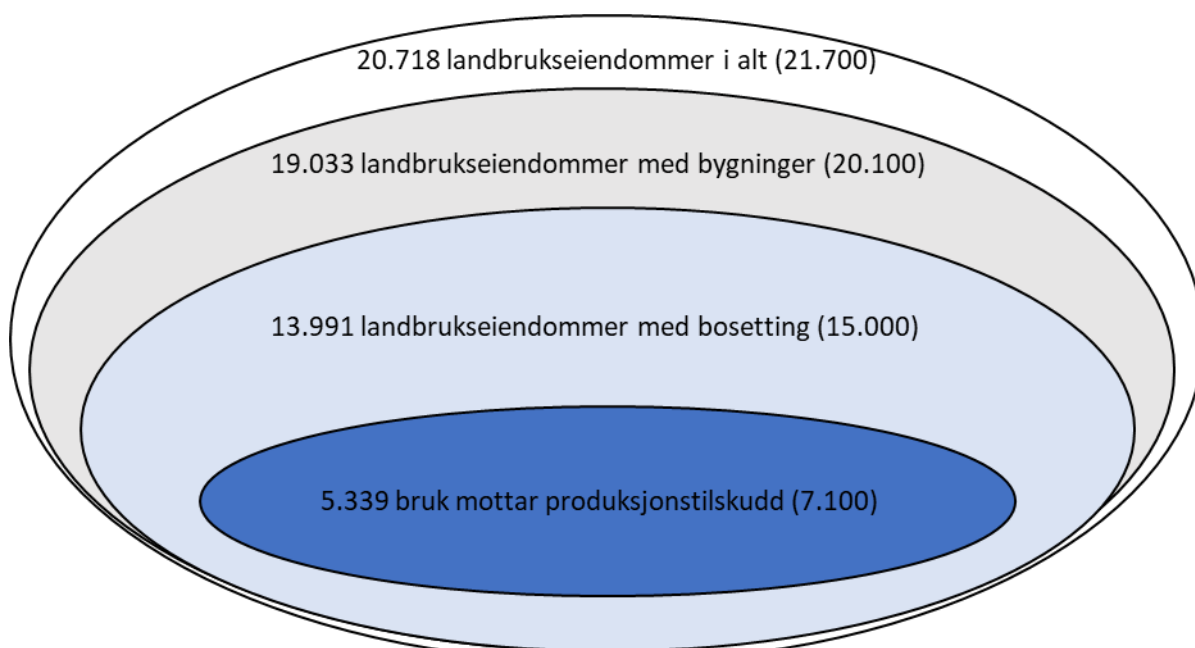 20.718 landbrukseiendommer i alt (21.700)
19.033 landbrukseiendommer med bygninger (20.100)
13.991 landbrukseiendommer med bosetting (15.000)
5.339 bruk mottar produksjonstilskudd (7.100)